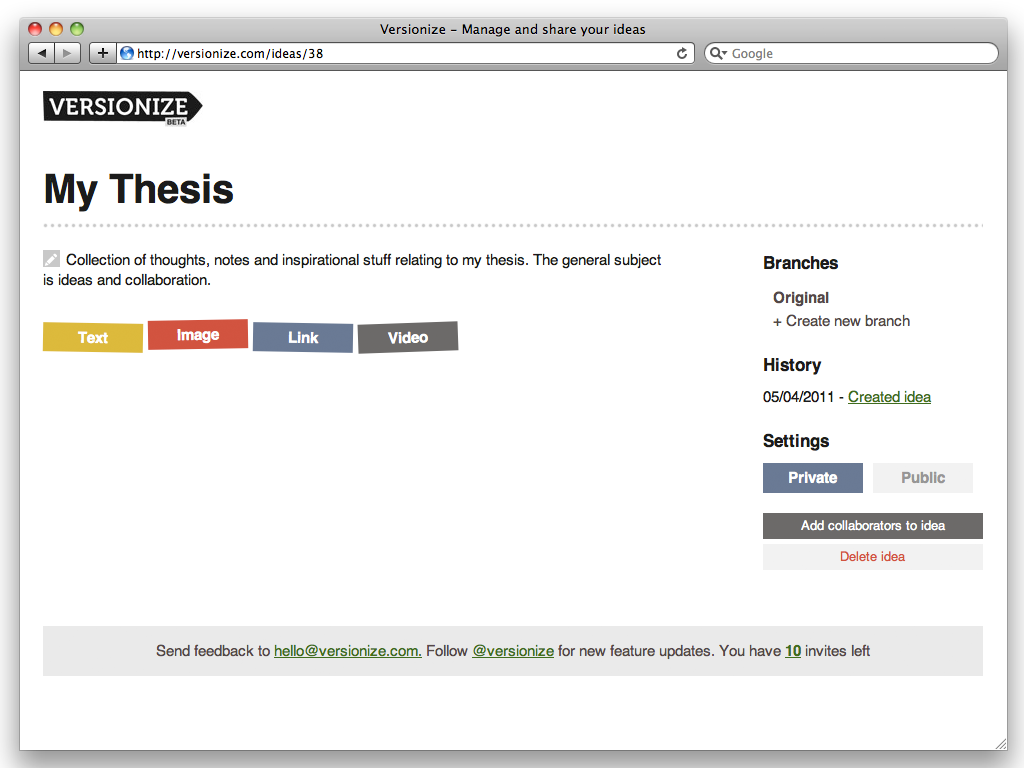 Versionize – Manage and share your ideas
http://versionize.com/ideas/38
Google
VERSIONIZE
BETA
My Thesis
Collection of thoughts, notes and inspirational stuff relating to my thesis. The general subject
is ideas and collaboration.
Text Image Link Video
Branches
Original
+ Create new branch
History
05/04/2011 - Created idea
Settings
Private Public
Add collaborators to idea
Delete idea
Send feedback to hello@versionize.com. Follow @versionize for new feature updates. You have 10 invites left